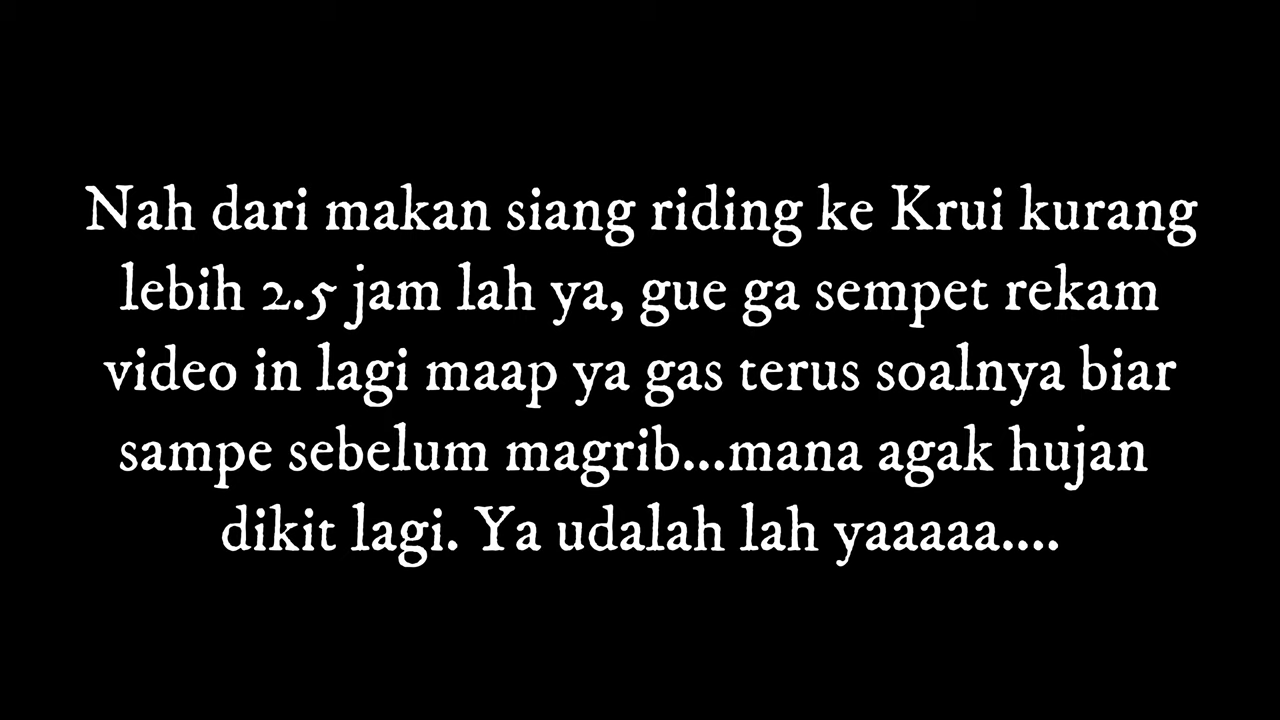 Nah dari makan siang riding ke Krui kurang
lebih 2.5 jam lah ya, gue ga sempet rekam
video in lagi maap ya gas terus soalnya biar
sampe sebelum magrib...mana agak hujan
dikit lagi. Ya udalah lah yaaaaa....